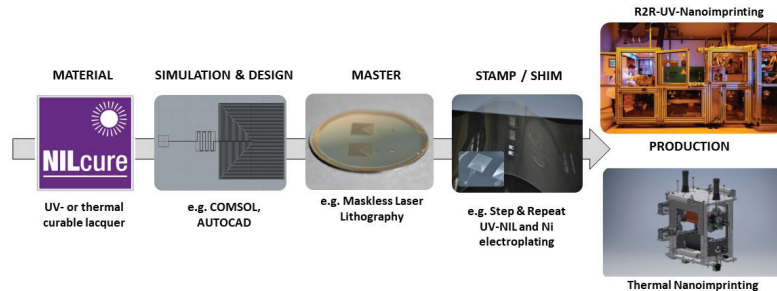 R2R-UV-Nanoimprinting
MATERIAL
SIMULATION & DESIGN
MASTER
STAMP / SHIM
NILcure
PRODUCTION
UV- or thermal
curable lacquer
e.g. COMSOL,
AUTOCAD
e.g. Maskless Laser
Lithography
e.g. Step & Repeat
UV-NIL and Ni
electroplating
Thermal Nanoimprinting